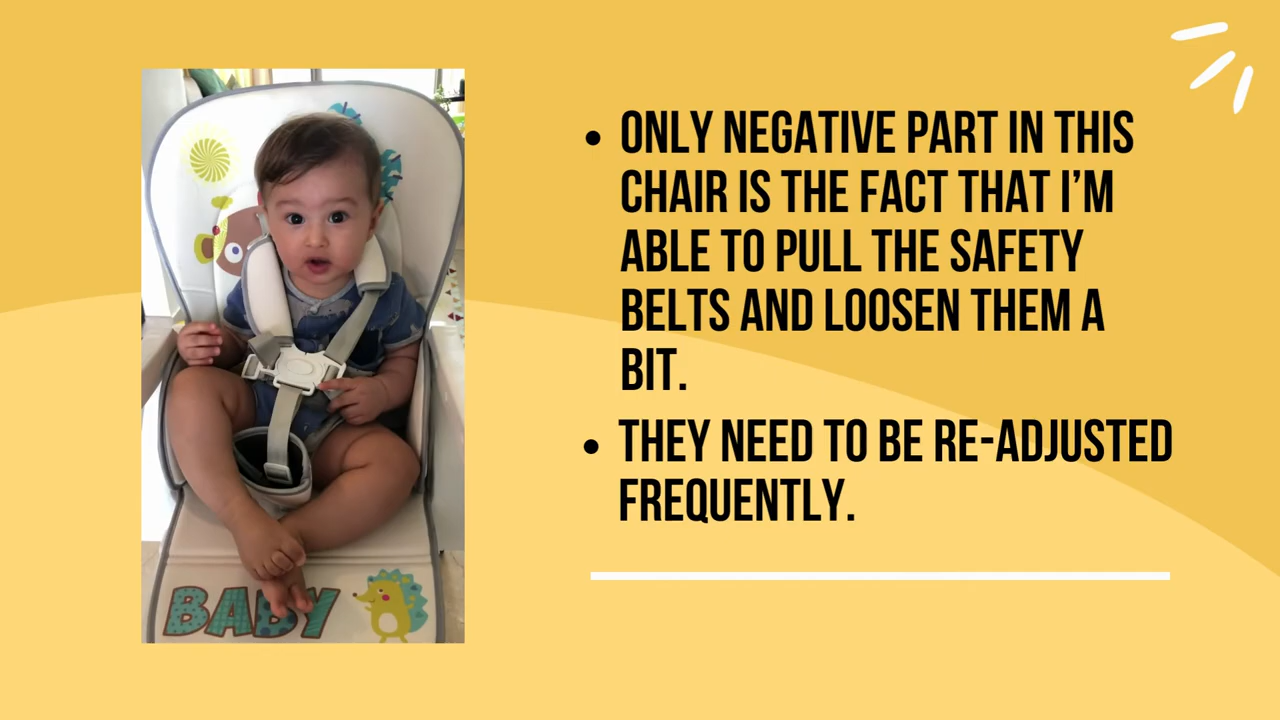 BABY
• ONLY NEGATIVE PART IN THIS
CHAIR IS THE FACT THAT I'M
ABLE TO PULL THE SAFETY
BELTS AND LOOSEN THEM A
BIT.
• THEY NEED TO BE RE-ADJUSTED
FREQUENTLY.